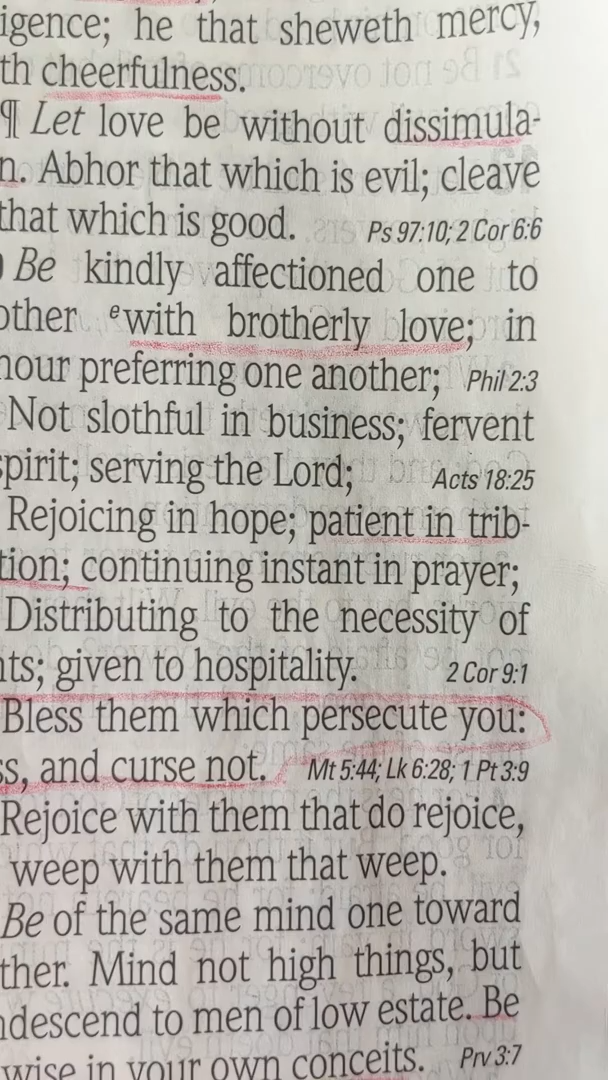 igence; he that sheweth mercy,
th cheerfulness.
¶ Let love be without dissimula-
n. Abhor that which is evil; cleave
that which is good. Ps 97:10; 2 Cor 6:6
Be kindly affectioned one to
other e with brotherly love; in
nour preferring one another; Phil 2:3
Not slothful in business; fervent
spirit; serving the Lord; Acts 18:25
Rejoicing in hope; patient in trib-
tion; continuing instant in prayer;
Distributing to the necessity of
nts; given to hospitality. 2 Cor 9:1
Bless them which persecute you:
ss, and curse not. Mt 5:44; Lk 6:28; 1 Pt 3:9
Rejoice with them that do rejoice,
weep with them that weep.
Be of the same mind one toward
ther. Mind not high things, but
ndescend to men of low estate. Be
wise in your own conceits. Prv 3:7